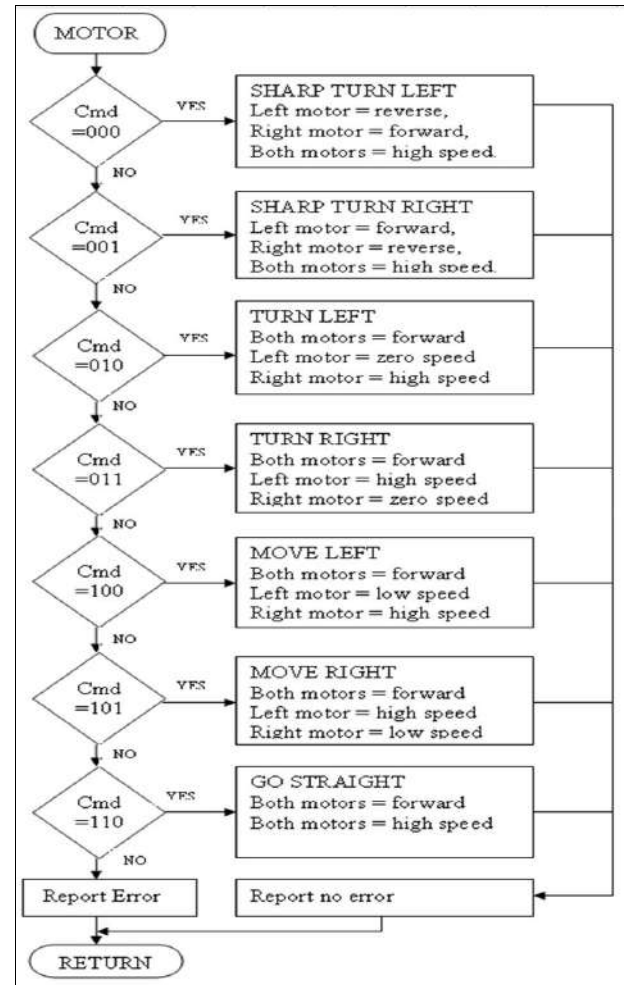 MOTOR
Cmd
=000
YES
SHARP TURN LEFT
Left motor = reverse,
Right motor = forward,
Both motors = high speed.
NO
Cmd
=001
YES
SHARP TURN RIGHT
Left motor = forward,
Right motor = reverse,
Both motors = high speed.
NO
Cmd
=010
YES
TURN LEFT
Both motors = forward
Left motor = zero speed
Right motor = high speed
NO
Cmd
=011
YES
TURN RIGHT
Both motors = forward
Left motor = high speed
Right motor = zero speed
NO
Cmd
=100
YES
MOVE LEFT
Both motors = forward
Left motor = low speed
Right motor = high speed
NO
Cmd
=101
YES
MOVE RIGHT
Both motors = forward
Left motor = high speed
Right motor = low speed
NO
Cmd
=110
YES
GO STRAIGHT
Both motors = forward
Both motors = high speed
NO
Report Error
Report no error
RETURN